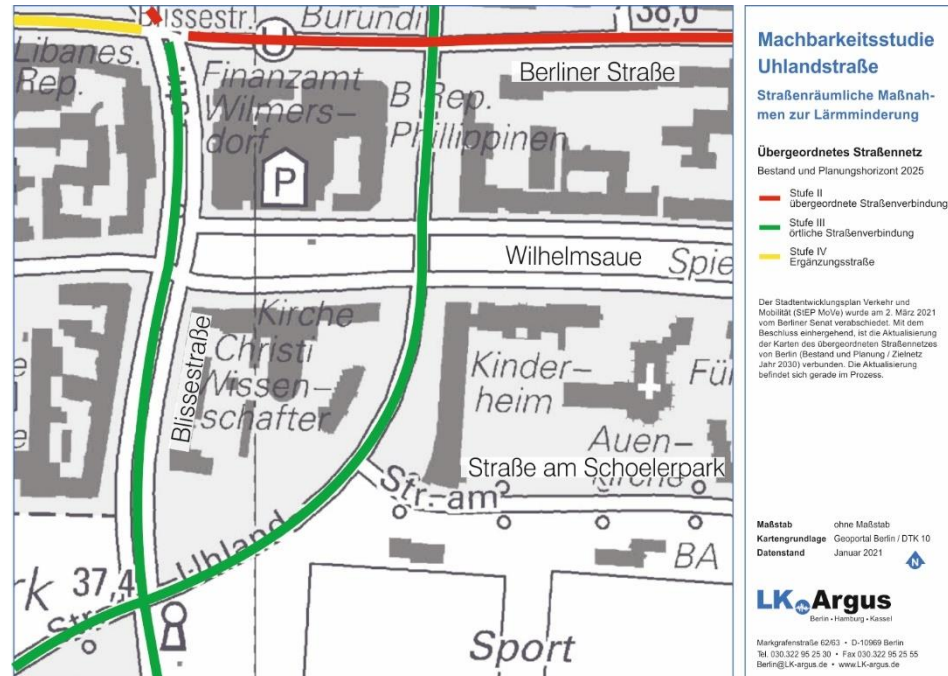 Blissestr.
Burundi
38,0
U
Libanes.
Rep.
Finanzamt
Wilmers-
dorf
P
B Rep.
Phillippinen
Berliner Straße
Wilhelmsaue
Spie
Blissestraße
Kirche
Christi
Wissen-
schafter
Kinder-
heim
Auen-
Kirche
Straße am Schoelerpark
Str. am
Uhland
BA
37,4
k
Str.
Sport
Machbarkeitsstudie
Uhlandstraße
Straßenräumliche Maßnah-
men zur Lärmminderung
Übergeordnetes Straßennetz
Bestand und Planungshorizont 2025
Stufe II
übergeordnete Straßenverbindung
Stufe III
örtliche Straßenverbindung
Stufe IV
Ergänzungsstraße
Der Stadtentwicklungsplan Verkehr und
Mobilität (StEP MoVe) wurde am 2. März 2021
vom Berliner Senat verabschiedet. Mit dem
Beschluss einhergehend, ist die Aktualisierung
der Karten des übergeordneten Straßennetzes
von Berlin (Bestand und Planung / Zielnetz
Jahr 2030) verbunden. Die Aktualisierung
befindet sich gerade im Prozess.
Maßstab ohne Maßstab
Kartengrundlage Geoportal Berlin / DTK 10
Datenstand Januar 2021
N
LK Argus
Berlin • Hamburg • Kassel
Markgrafenstraße 62/63 • D-10969 Berlin
Tel. 030.322 95 25 30 • Fax 030.322 95 25 55
Berlin@LK-argus.de • www.LK-argus.de